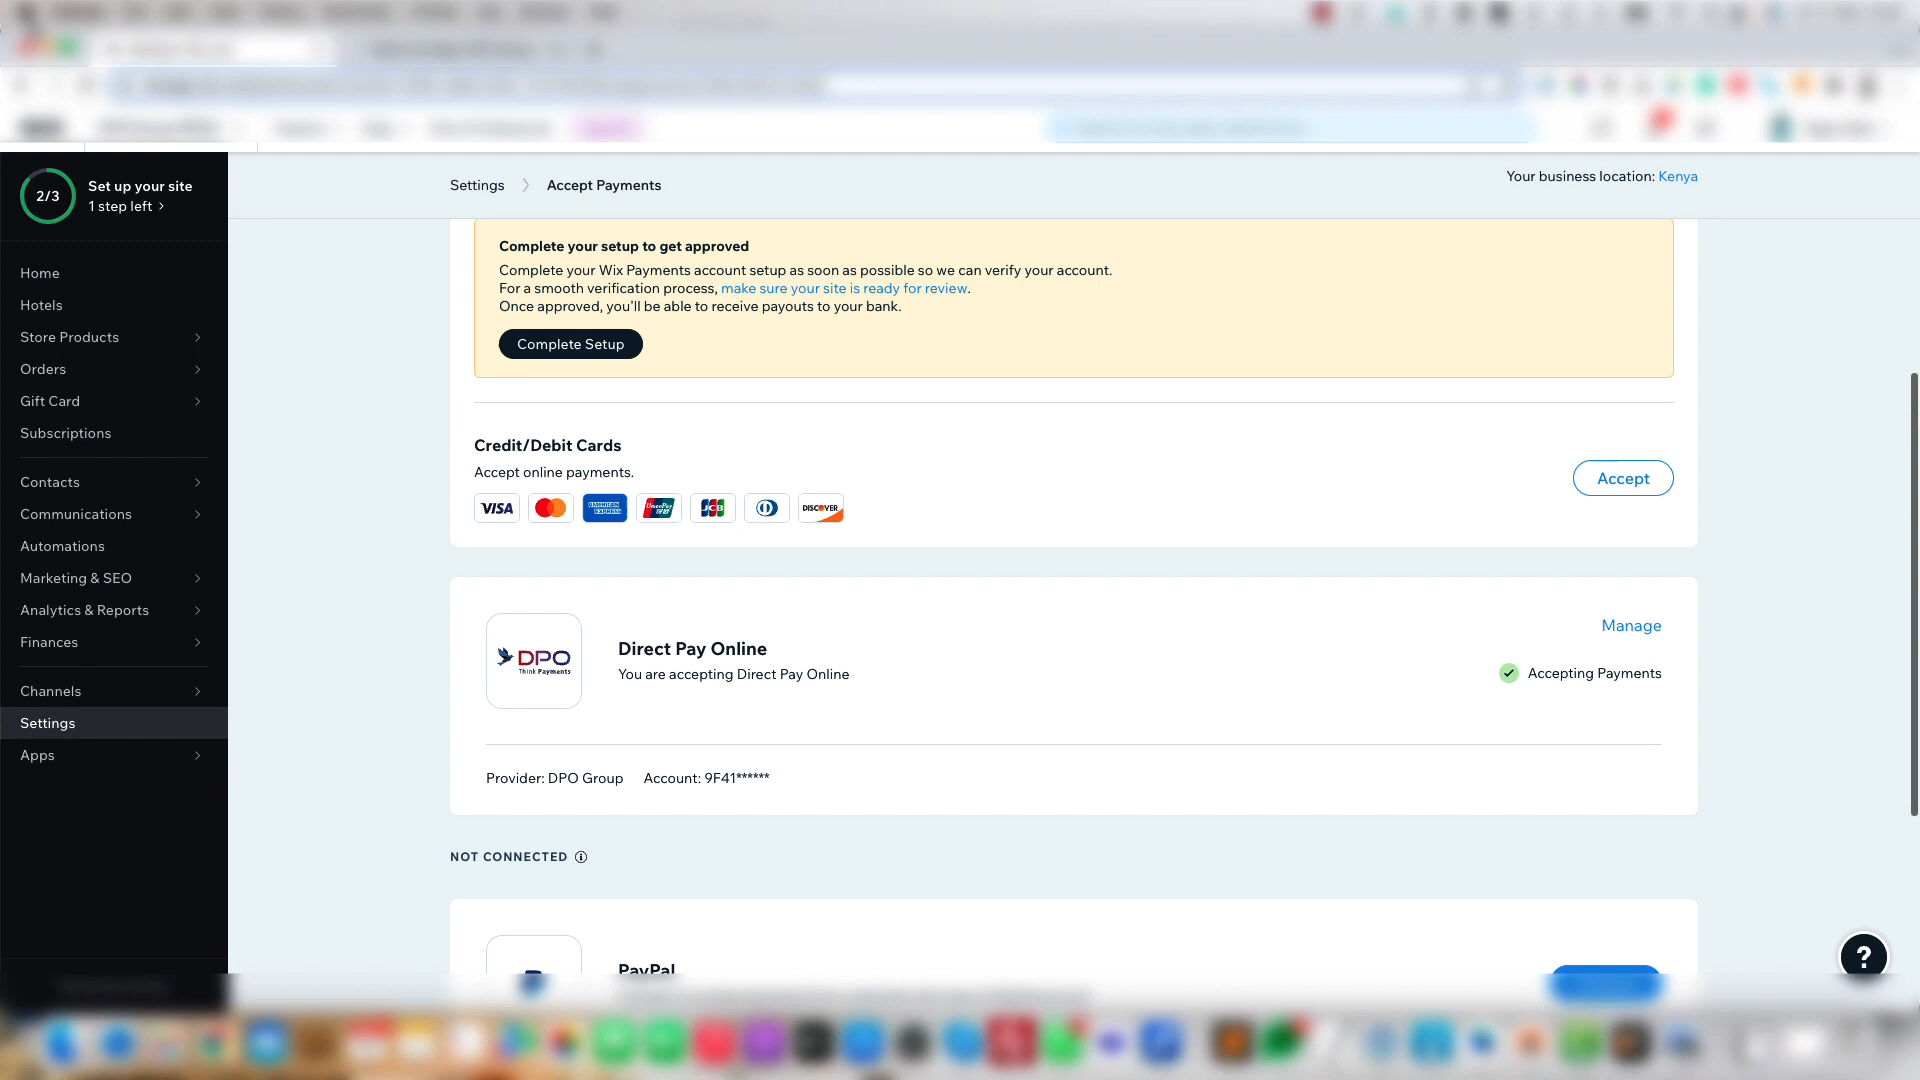 Settings
Accept Payments
Your business location: Kenya
2/3
Set up your site
1 step left
Home
Hotels
Store Products
Orders
Gift Card
Subscriptions
Contacts
Communications
Automations
Marketing & SEO
Analytics & Reports
Finances
Channels
Settings
Apps
Complete your setup to get approved
Complete your Wix Payments account setup as soon as possible so we can verify your account.
For a smooth verification process, make sure your site is ready for review.
Once approved, you'll be able to receive payouts to your bank.
Complete Setup
Credit/Debit Cards
Accept online payments.
Accept
VISA
AMERICAN EXPRESS
UnionPay
JCB
DISCOVER
DPO
Think Payments
Direct Pay Online
You are accepting Direct Pay Online
Manage
Accepting Payments
Provider: DPO Group Account: 9F41******
NOT CONNECTED
PayPal
?